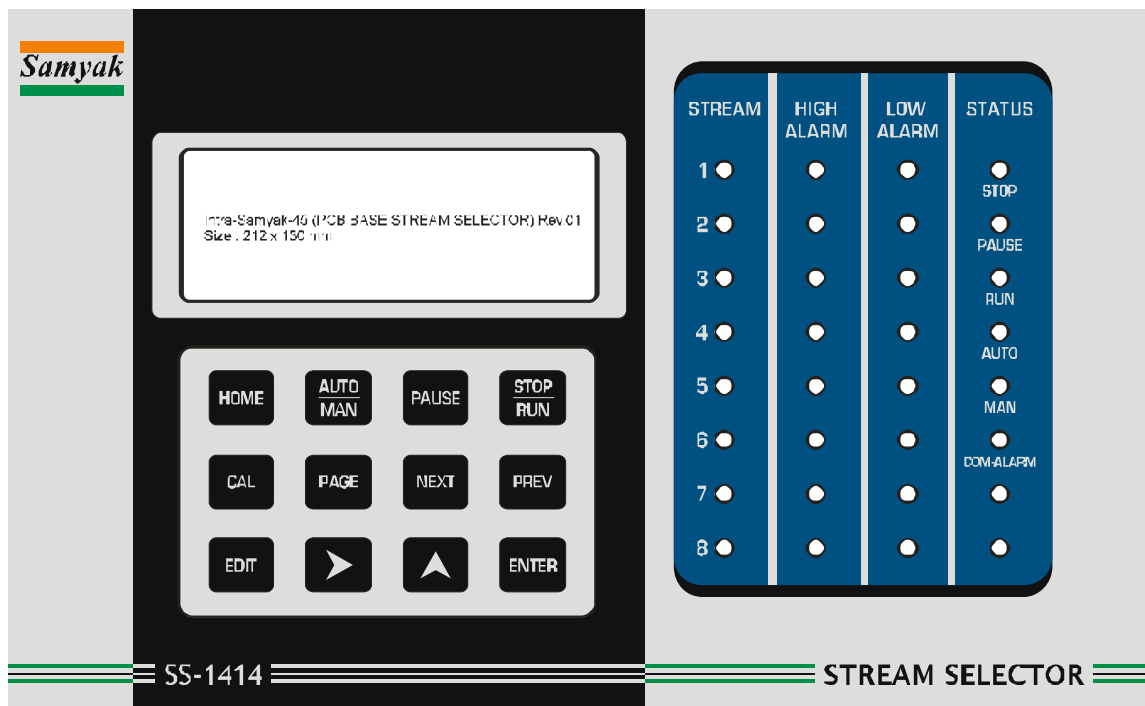 Samyak
Intra-Samyak-45 (PCB BASE STREAM SELECTOR) Rev.01
Size : 212 x 130 mm
HOME
AUTO
MAN
PAUSE
STOP
RUN
CAL
PAGE
NEXT
PREV
EDIT
ENTER
STREAM
HIGH
ALARM
LOW
ALARM
STATUS
1
STOP
2
PAUSE
3
RUN
4
AUTO
5
MAN
6
COM-ALARM
7
8
SS-1414
STREAM SELECTOR